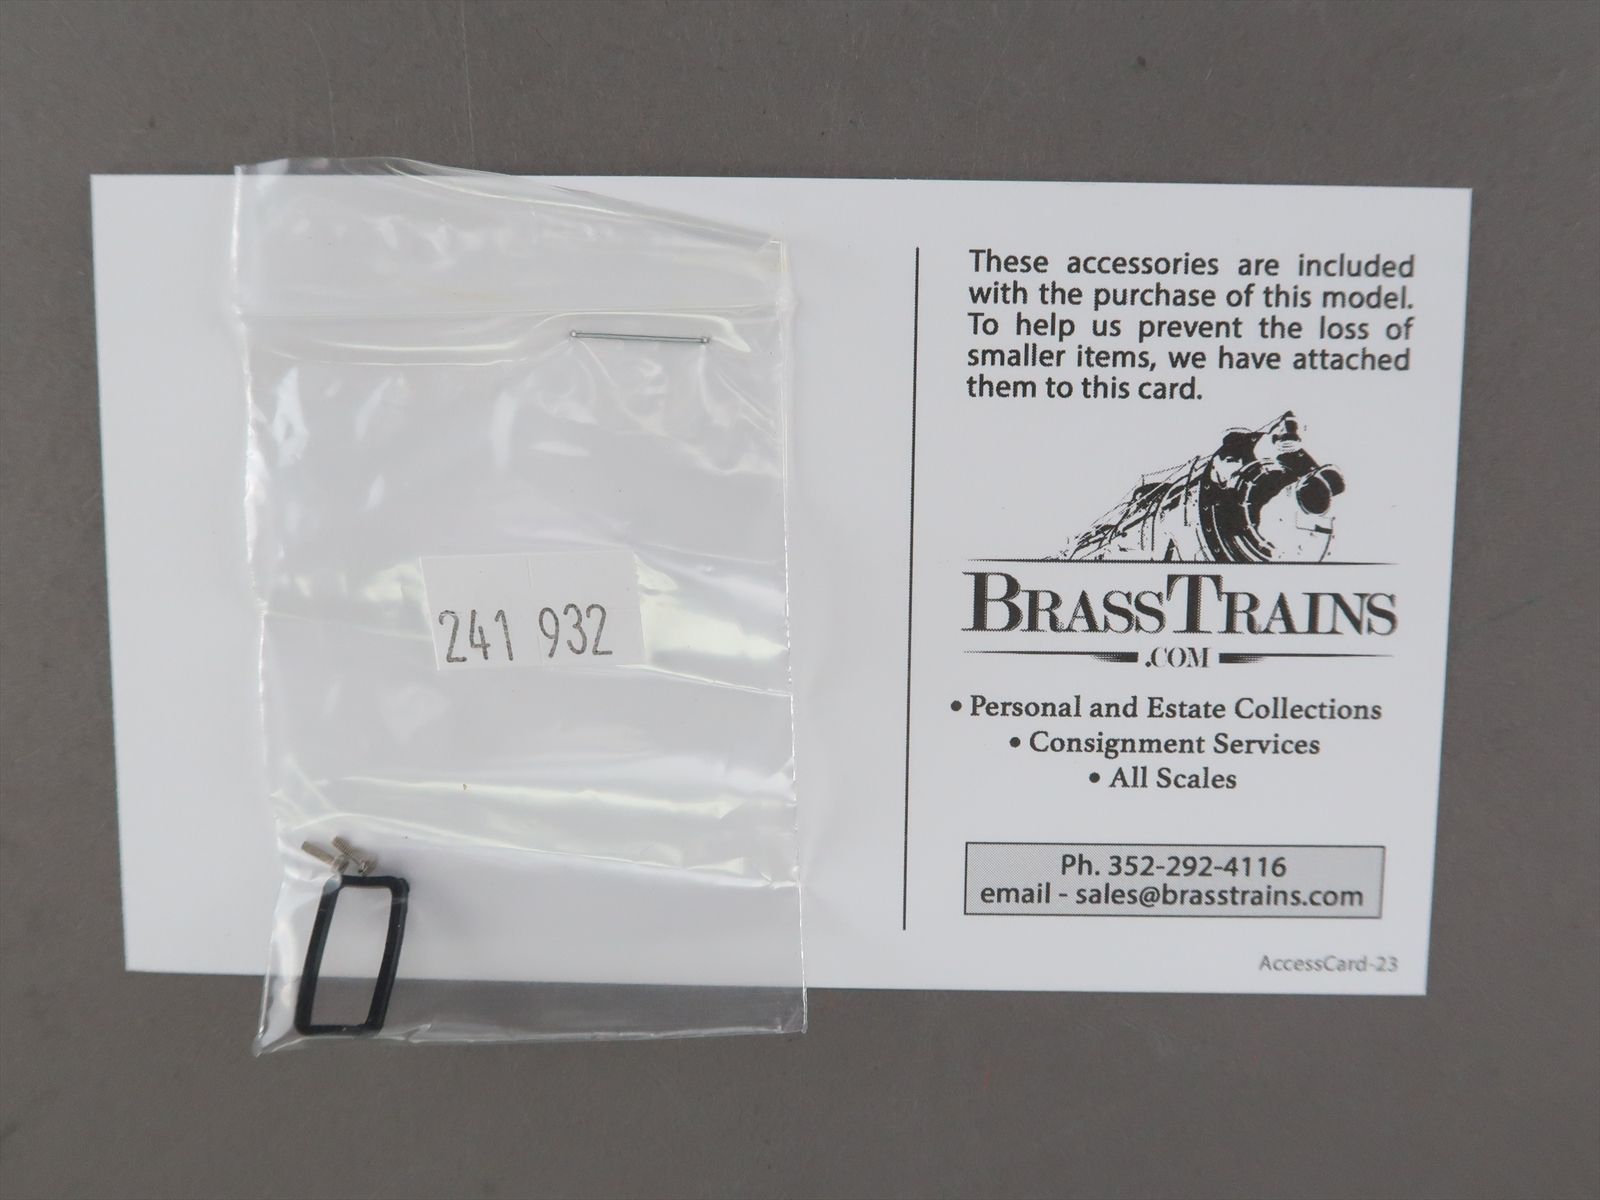 241 932
These accessories are included
with the purchase of this model.
To help us prevent the loss of
smaller items, we have attached
them to this card.
BRASSTRAINS
.COM
• Personal and Estate Collections
• Consignment Services
• All Scales
Ph. 352-292-4116
email - sales@brasstrains.com
AccessCard-23